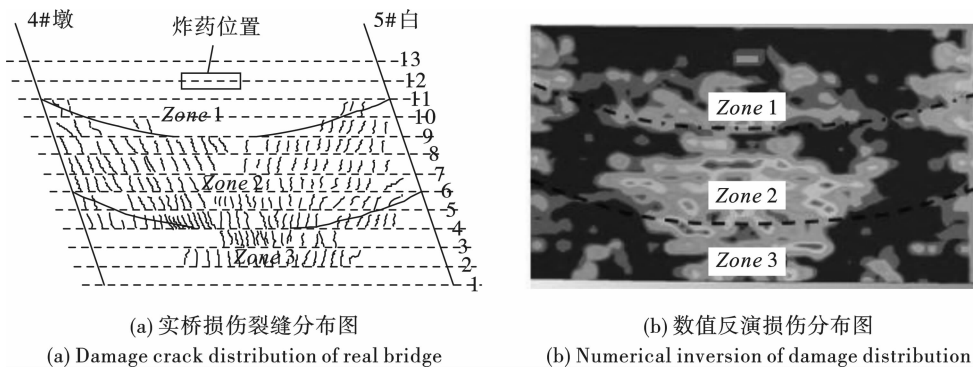 4#墩
炸药位置
5#白
13
12
11
10
9
8
7
6
5
4
3
2
1
Zone 1
Zone 2
Zone 3
Zone 1
Zone 2
Zone 3
(a) 实桥损伤裂缝分布图
(a) Damage crack distribution of real bridge
(b) 数值反演损伤分布图
(b) Numerical inversion of damage distribution